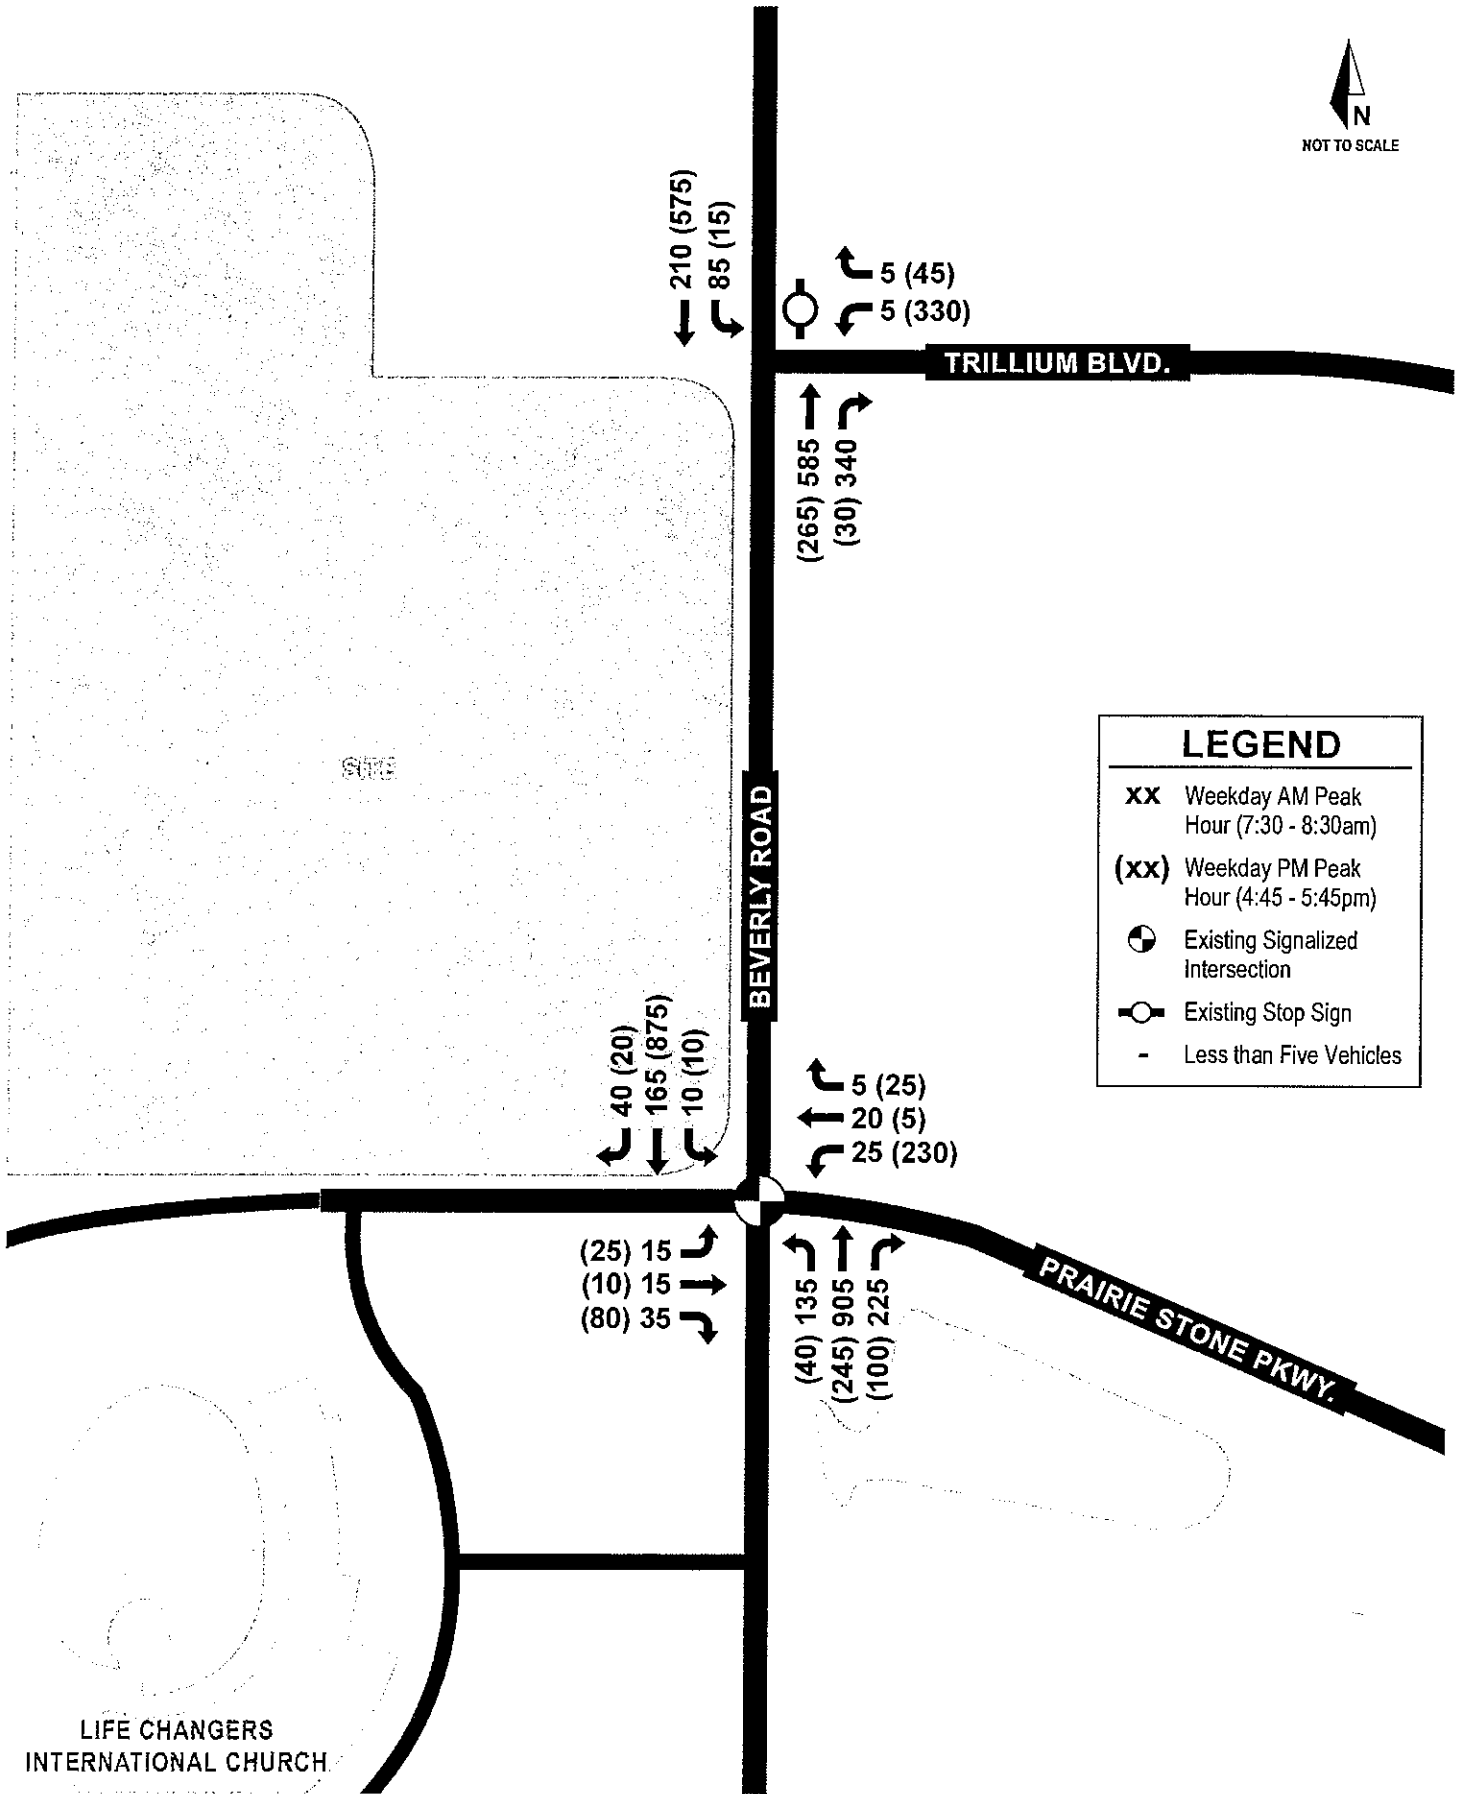 N
NOT TO SCALE
210 (575)
85 (15)
5 (45)
5 (330)
TRILLIUM BLVD.
(265) 585
(30) 340
SITE
LEGEND
XX Weekday AM Peak
Hour (7:30 - 8:30am)
(XX) Weekday PM Peak
Hour (4:45 - 5:45pm)
Existing Signalized
Intersection
Existing Stop Sign
- Less than Five Vehicles
BEVERLY ROAD
40 (20)
165 (875)
10 (10)
5 (25)
20 (5)
25 (230)
(25) 15
(10) 15
(80) 35
(40) 135
(245) 905
(100) 225
PRAIRIE STONE PKWY.
LIFE CHANGERS
INTERNATIONAL CHURCH